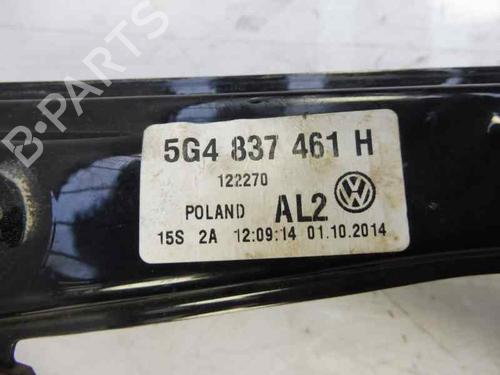 5G4 837 461 H
122270
POLAND AL2
15S 2A 12:09:14 01.10.2014
B-PARTS